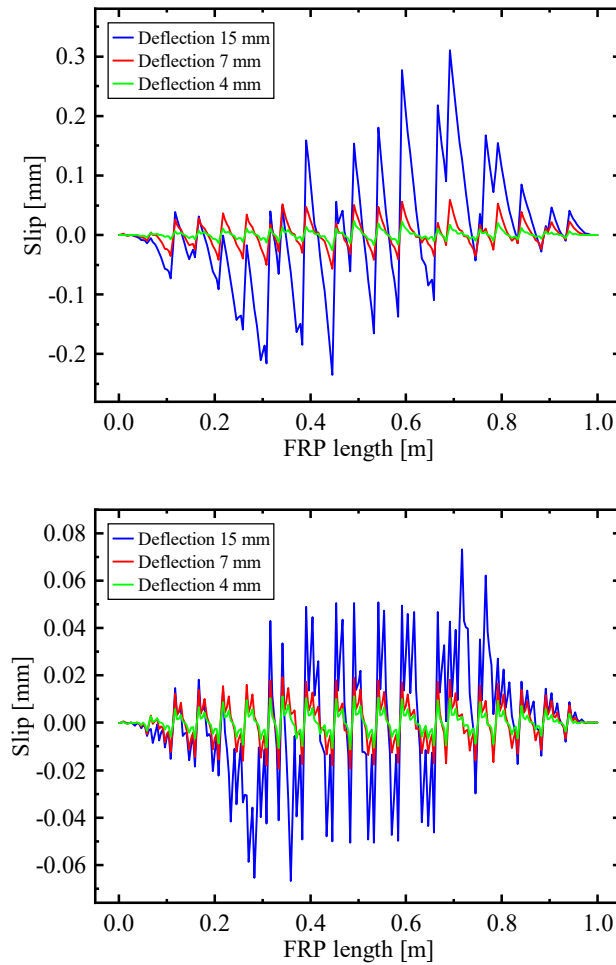 Deflection 15 mm
Deflection 7 mm
Deflection 4 mm
0.3
0.2
0.1
0.0
-0.1
-0.2
Slip [mm]
0.0 0.2 0.4 0.6 0.8 1.0
FRP length [m]
Deflection 15 mm
Deflection 7 mm
Deflection 4 mm
0.08
0.06
0.04
0.02
0.00
-0.02
-0.04
-0.06
Slip [mm]
0.0 0.2 0.4 0.6 0.8 1.0
FRP length [m]